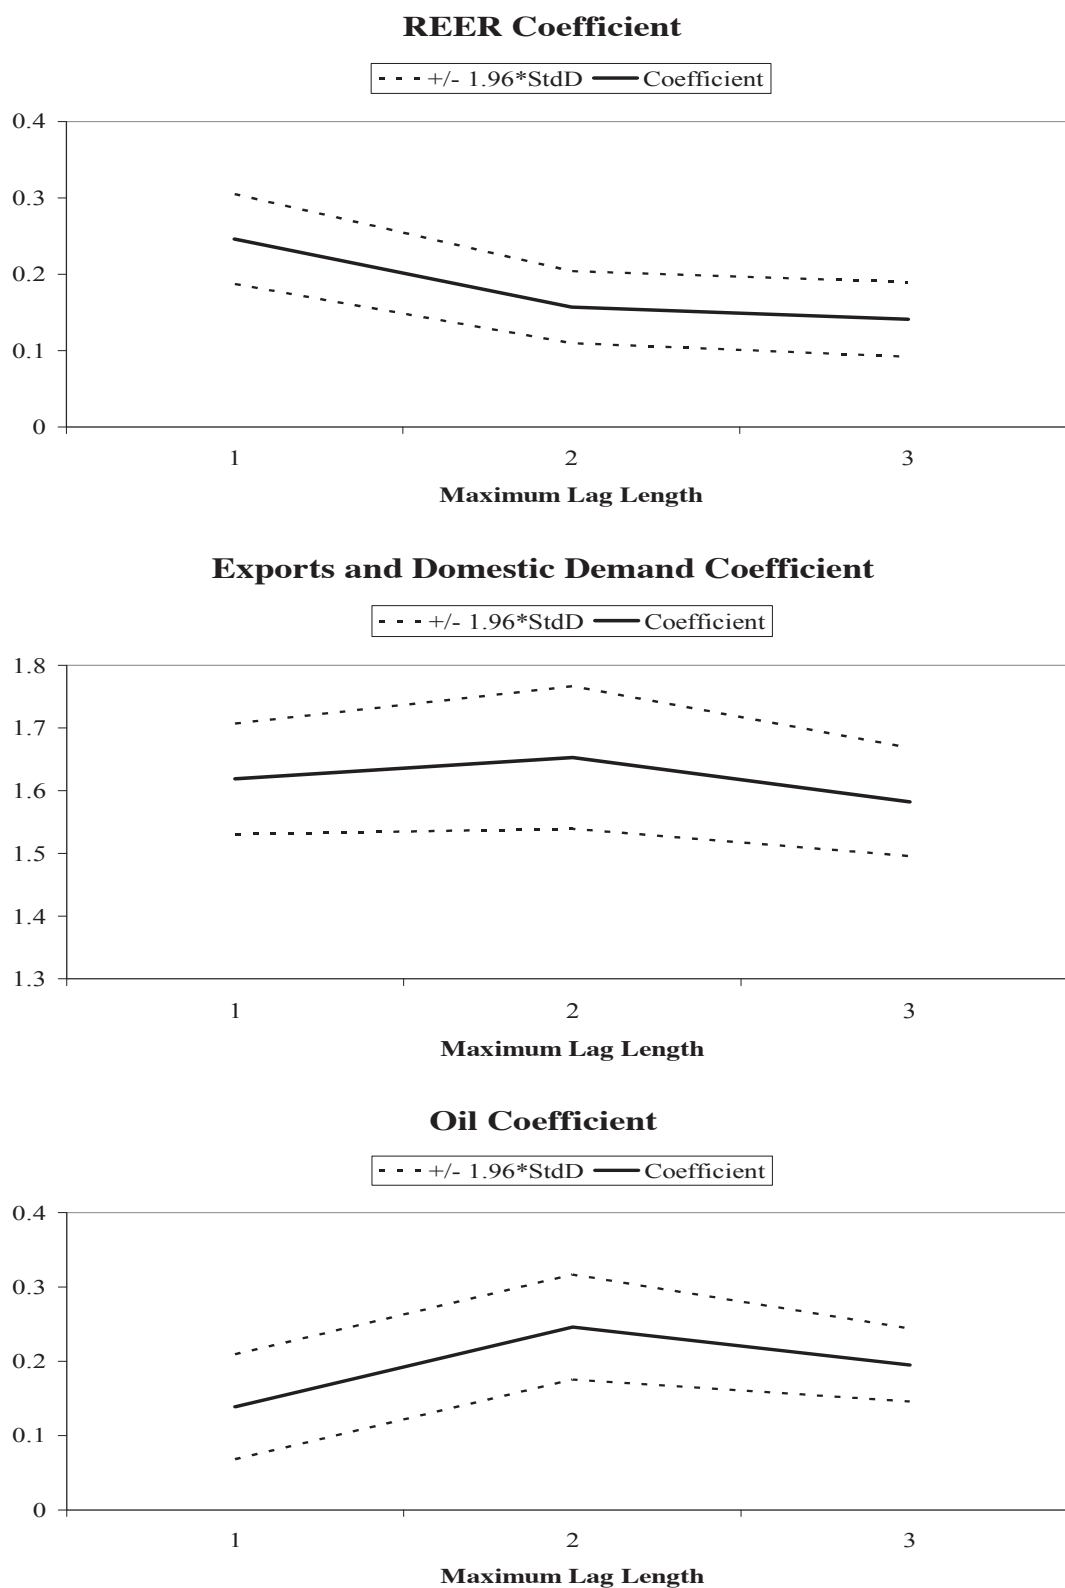 REER Coefficient
+/- 1.96*StdD Coefficient
0.4
0.3
0.2
0.1
0
1 2 3
Maximum Lag Length
Exports and Domestic Demand Coefficient
+/- 1.96*StdD Coefficient
1.8
1.7
1.6
1.5
1.4
1.3
1 2 3
Maximum Lag Length
Oil Coefficient
+/- 1.96*StdD Coefficient
0.4
0.3
0.2
0.1
0
1 2 3
Maximum Lag Length